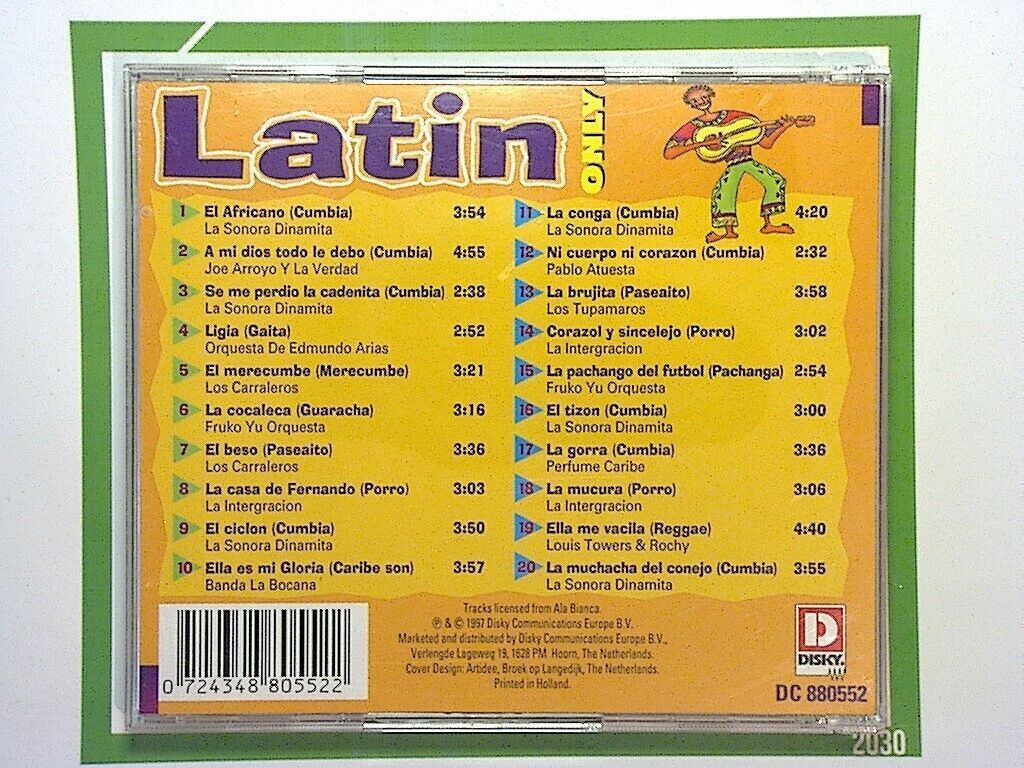 Latin
ONLY
1 El Africano (Cumbia) 3:54
La Sonora Dinamita
2 A mi dios todo le debo (Cumbia) 4:55
Joe Arroyo Y La Verdad
3 Se me perdio la cadenita (Cumbia) 2:38
La Sonora Dinamita
4 Ligia (Gaita) 2:52
Orquesta De Edmundo Arias
5 El merecumbe (Merecumbe) 3:21
Los Carraleros
6 La cocaleca (Guaracha) 3:16
Fruko Yu Orquesta
7 El beso (Paseaito) 3:36
Los Carraleros
8 La casa de Fernando (Porro) 3:03
La Intergracion
9 El ciclon (Cumbia) 3:50
La Sonora Dinamita
10 Ella es mi Gloria (Caribe son) 3:57
Banda La Bocana
11 La conga (Cumbia) 4:20
La Sonora Dinamita
12 Ni cuerpo ni corazon (Cumbia) 2:32
Pablo Atuesta
13 La brujita (Paseaito) 3:58
Los Tupamaros
14 Corazol y sincelejo (Porro) 3:02
La Intergracion
15 La pachango del futbol (Pachanga) 2:54
Fruko Yu Orquesta
16 El tizon (Cumbia) 3:00
La Sonora Dinamita
17 La gorra (Cumbia) 3:36
Perfume Caribe
18 La mucura (Porro) 3:06
La Intergracion
19 Ella me vacila (Reggae) 4:40
Louis Towers & Rochy
20 La muchacha del conejo (Cumbia) 3:55
La Sonora Dinamita
0 724348 805522
Tracks licensed from Ala Bianca.
℗ & © 1997 Disky Communications Europe B.V.
Marketed and distributed by Disky Communications Europe B.V.,
Verlengde Lageweg 19, 1628 PM Hoorn, The Netherlands.
Cover Design: Artidee, Broek op Langedijk, The Netherlands.
Printed in Holland.
D
DISKY.
DC 880552
2030